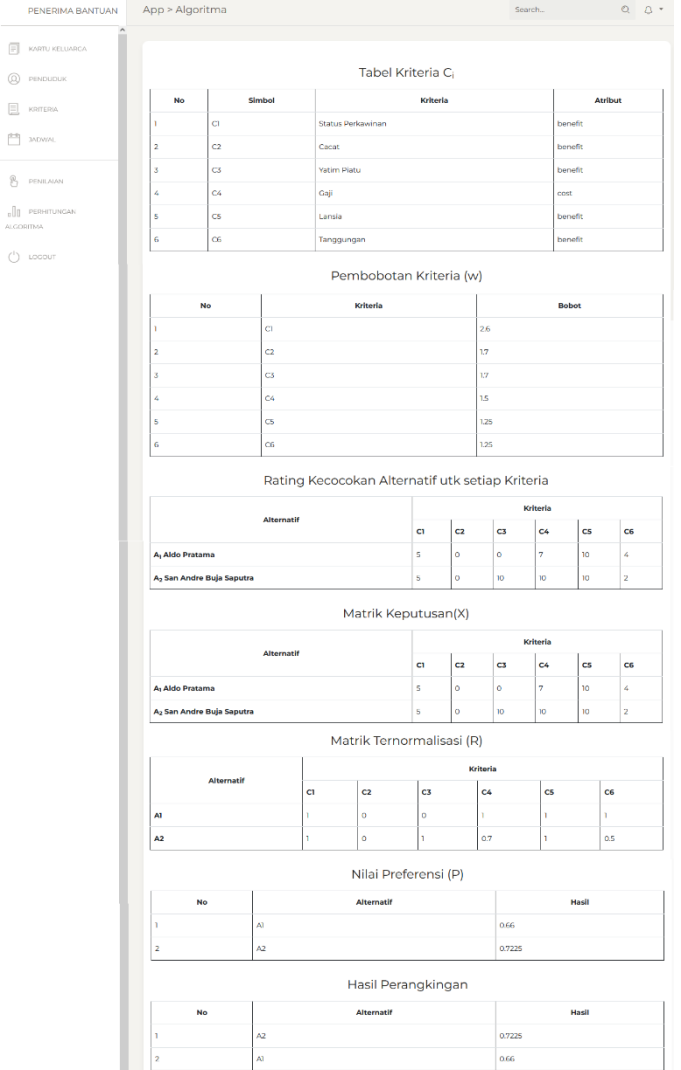 PENERIMA BANTUAN
App > Algoritma
Search...
KARTU KELUARGA
PENDUDUK
KRITERIA
JADWAL
PENILAIAN
PERHITUNGAN
ALGORITMA
LOGOUT
Tabel Kriteria Ci
No Simbol Kriteria Atribut
1 C1 Status Perkawinan benefit
2 C2 Cacat benefit
3 C3 Yatim Piatu benefit
4 C4 Gaji cost
5 C5 Lansia benefit
6 C6 Tanggungan benefit
Pembobotan Kriteria (w)
No Kriteria Bobot
1 C1 2.6
2 C2 1.7
3 C3 1.7
4 C4 1.5
5 C5 1.25
6 C6 1.25
Rating Kecocokan Alternatif utk setiap Kriteria
Alternatif Kriteria
C1 C2 C3 C4 C5 C6
A1 Aldo Pratama 5 0 0 7 10 4
A2 San Andre Buja Saputra 5 0 10 10 10 2
Matrik Keputusan(X)
Alternatif Kriteria
C1 C2 C3 C4 C5 C6
A1 Aldo Pratama 5 0 0 7 10 4
A2 San Andre Buja Saputra 5 0 10 10 10 2
Matrik Ternormalisasi (R)
Alternatif Kriteria
C1 C2 C3 C4 C5 C6
A1 1 0 0 1 1 1
A2 1 0 1 0.7 1 0.5
Nilai Preferensi (P)
No Alternatif Hasil
1 A1 0.66
2 A2 0.7225
Hasil Perangkingan
No Alternatif Hasil
1 A2 0.7225
2 A1 0.66